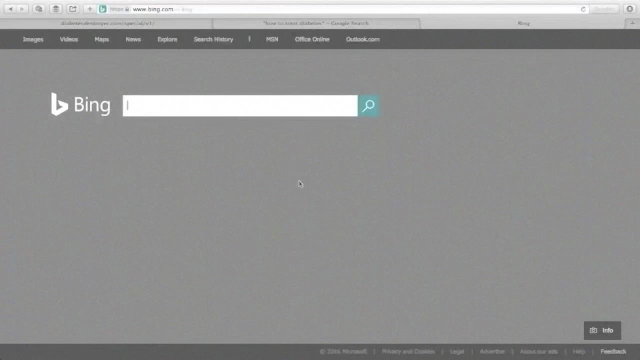 www.bing.com
"how to treat diabetes" - Google Search
Bing
Images Videos Maps News Explore Search History MSN Office Online Outlook.com
Bing
Info
© 2016 Microsoft | Privacy and Cookies | Legal | Advertise | About our ads | Help | Feedback